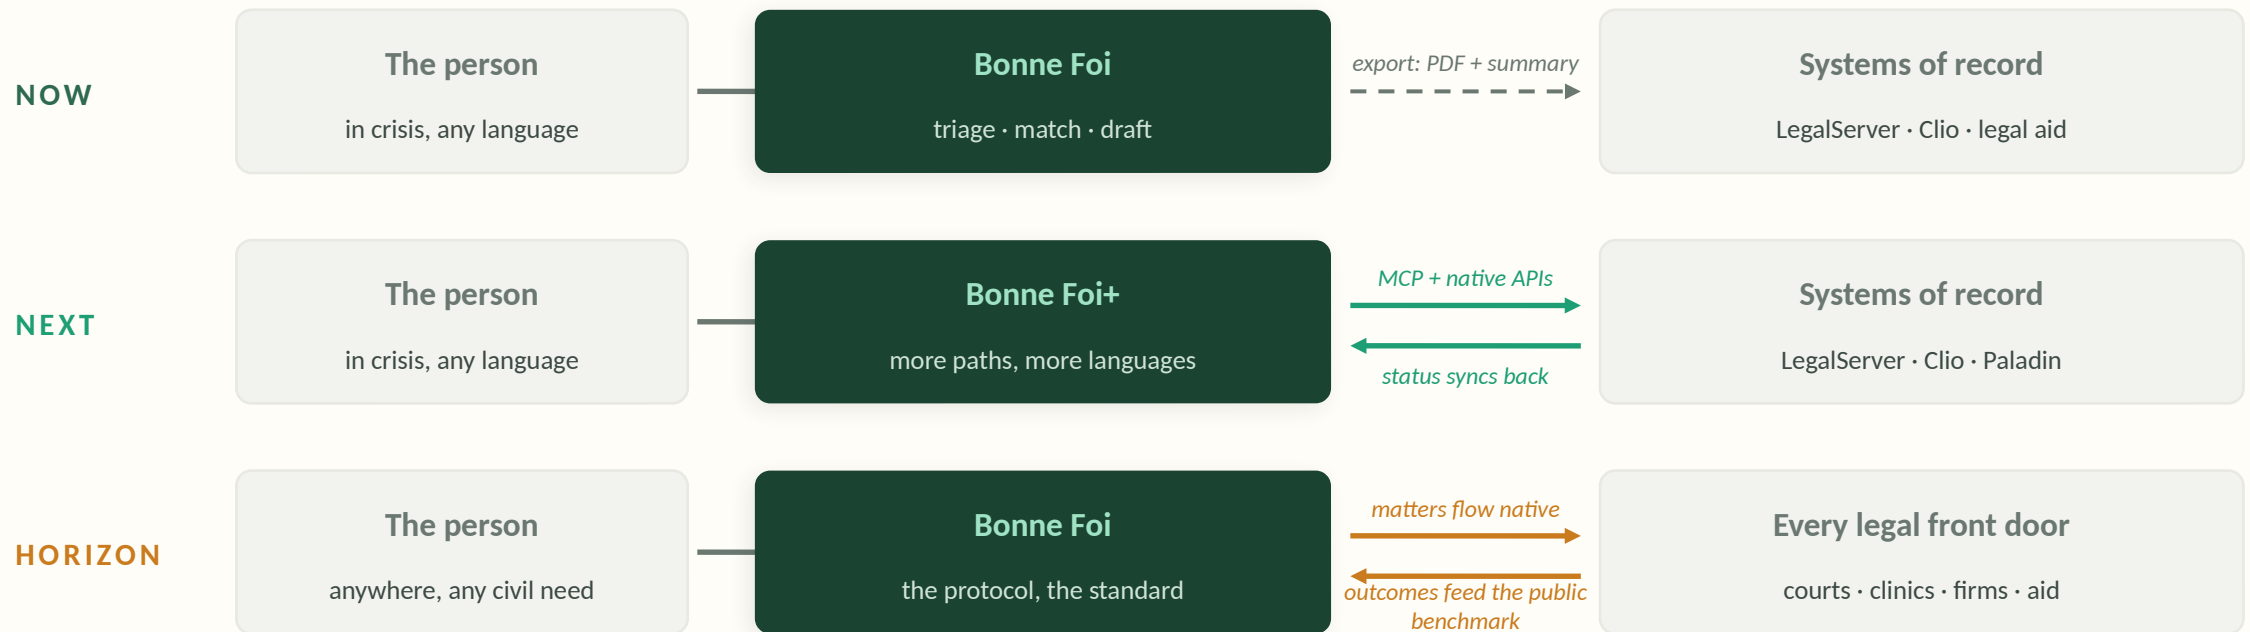 NOW
The person
in crisis, any language
Bonne Foi
triage · match · draft
export: PDF + summary
Systems of record
LegalServer · Clio · legal aid
NEXT
The person
in crisis, any language
Bonne Foi+
more paths, more languages
MCP + native APIs
status syncs back
Systems of record
LegalServer · Clio · Paladin
HORIZON
The person
anywhere, any civil need
Bonne Foi
the protocol, the standard
matters flow native
outcomes feed the public
benchmark
Every legal front door
courts · clinics · firms · aid